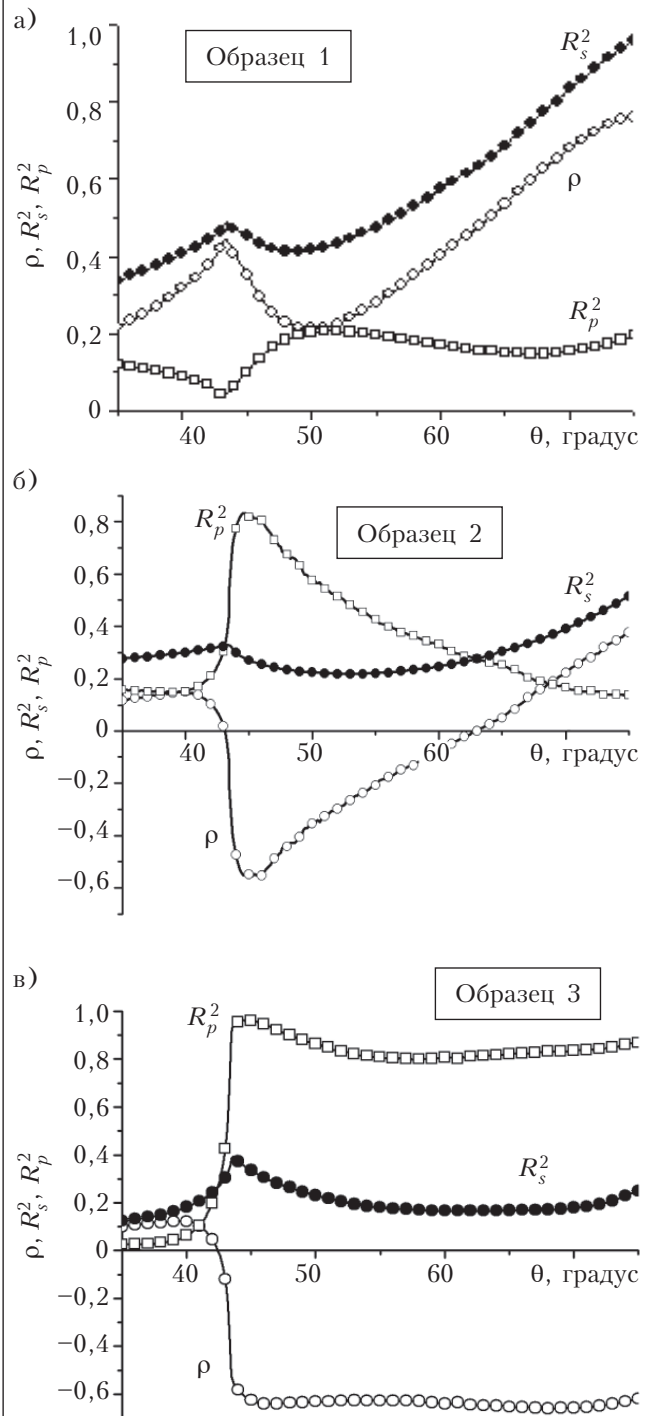 а)
Образец 1
ρ, R_s^2, R_p^2
1,0
0,8
0,6
0,4
0,2
0
R_s^2
ρ
R_p^2
40 50 60 θ, градус
б)
Образец 2
ρ, R_s^2, R_p^2
0,8
0,6
0,4
0,2
0
−0,2
−0,4
−0,6
R_p^2
R_s^2
ρ
40 50 60 θ, градус
в)
Образец 3
ρ, R_s^2, R_p^2
1,0
0,8
0,6
0,4
0,2
0
−0,2
−0,4
−0,6
R_p^2
R_s^2
ρ
40 50 60 θ, градус